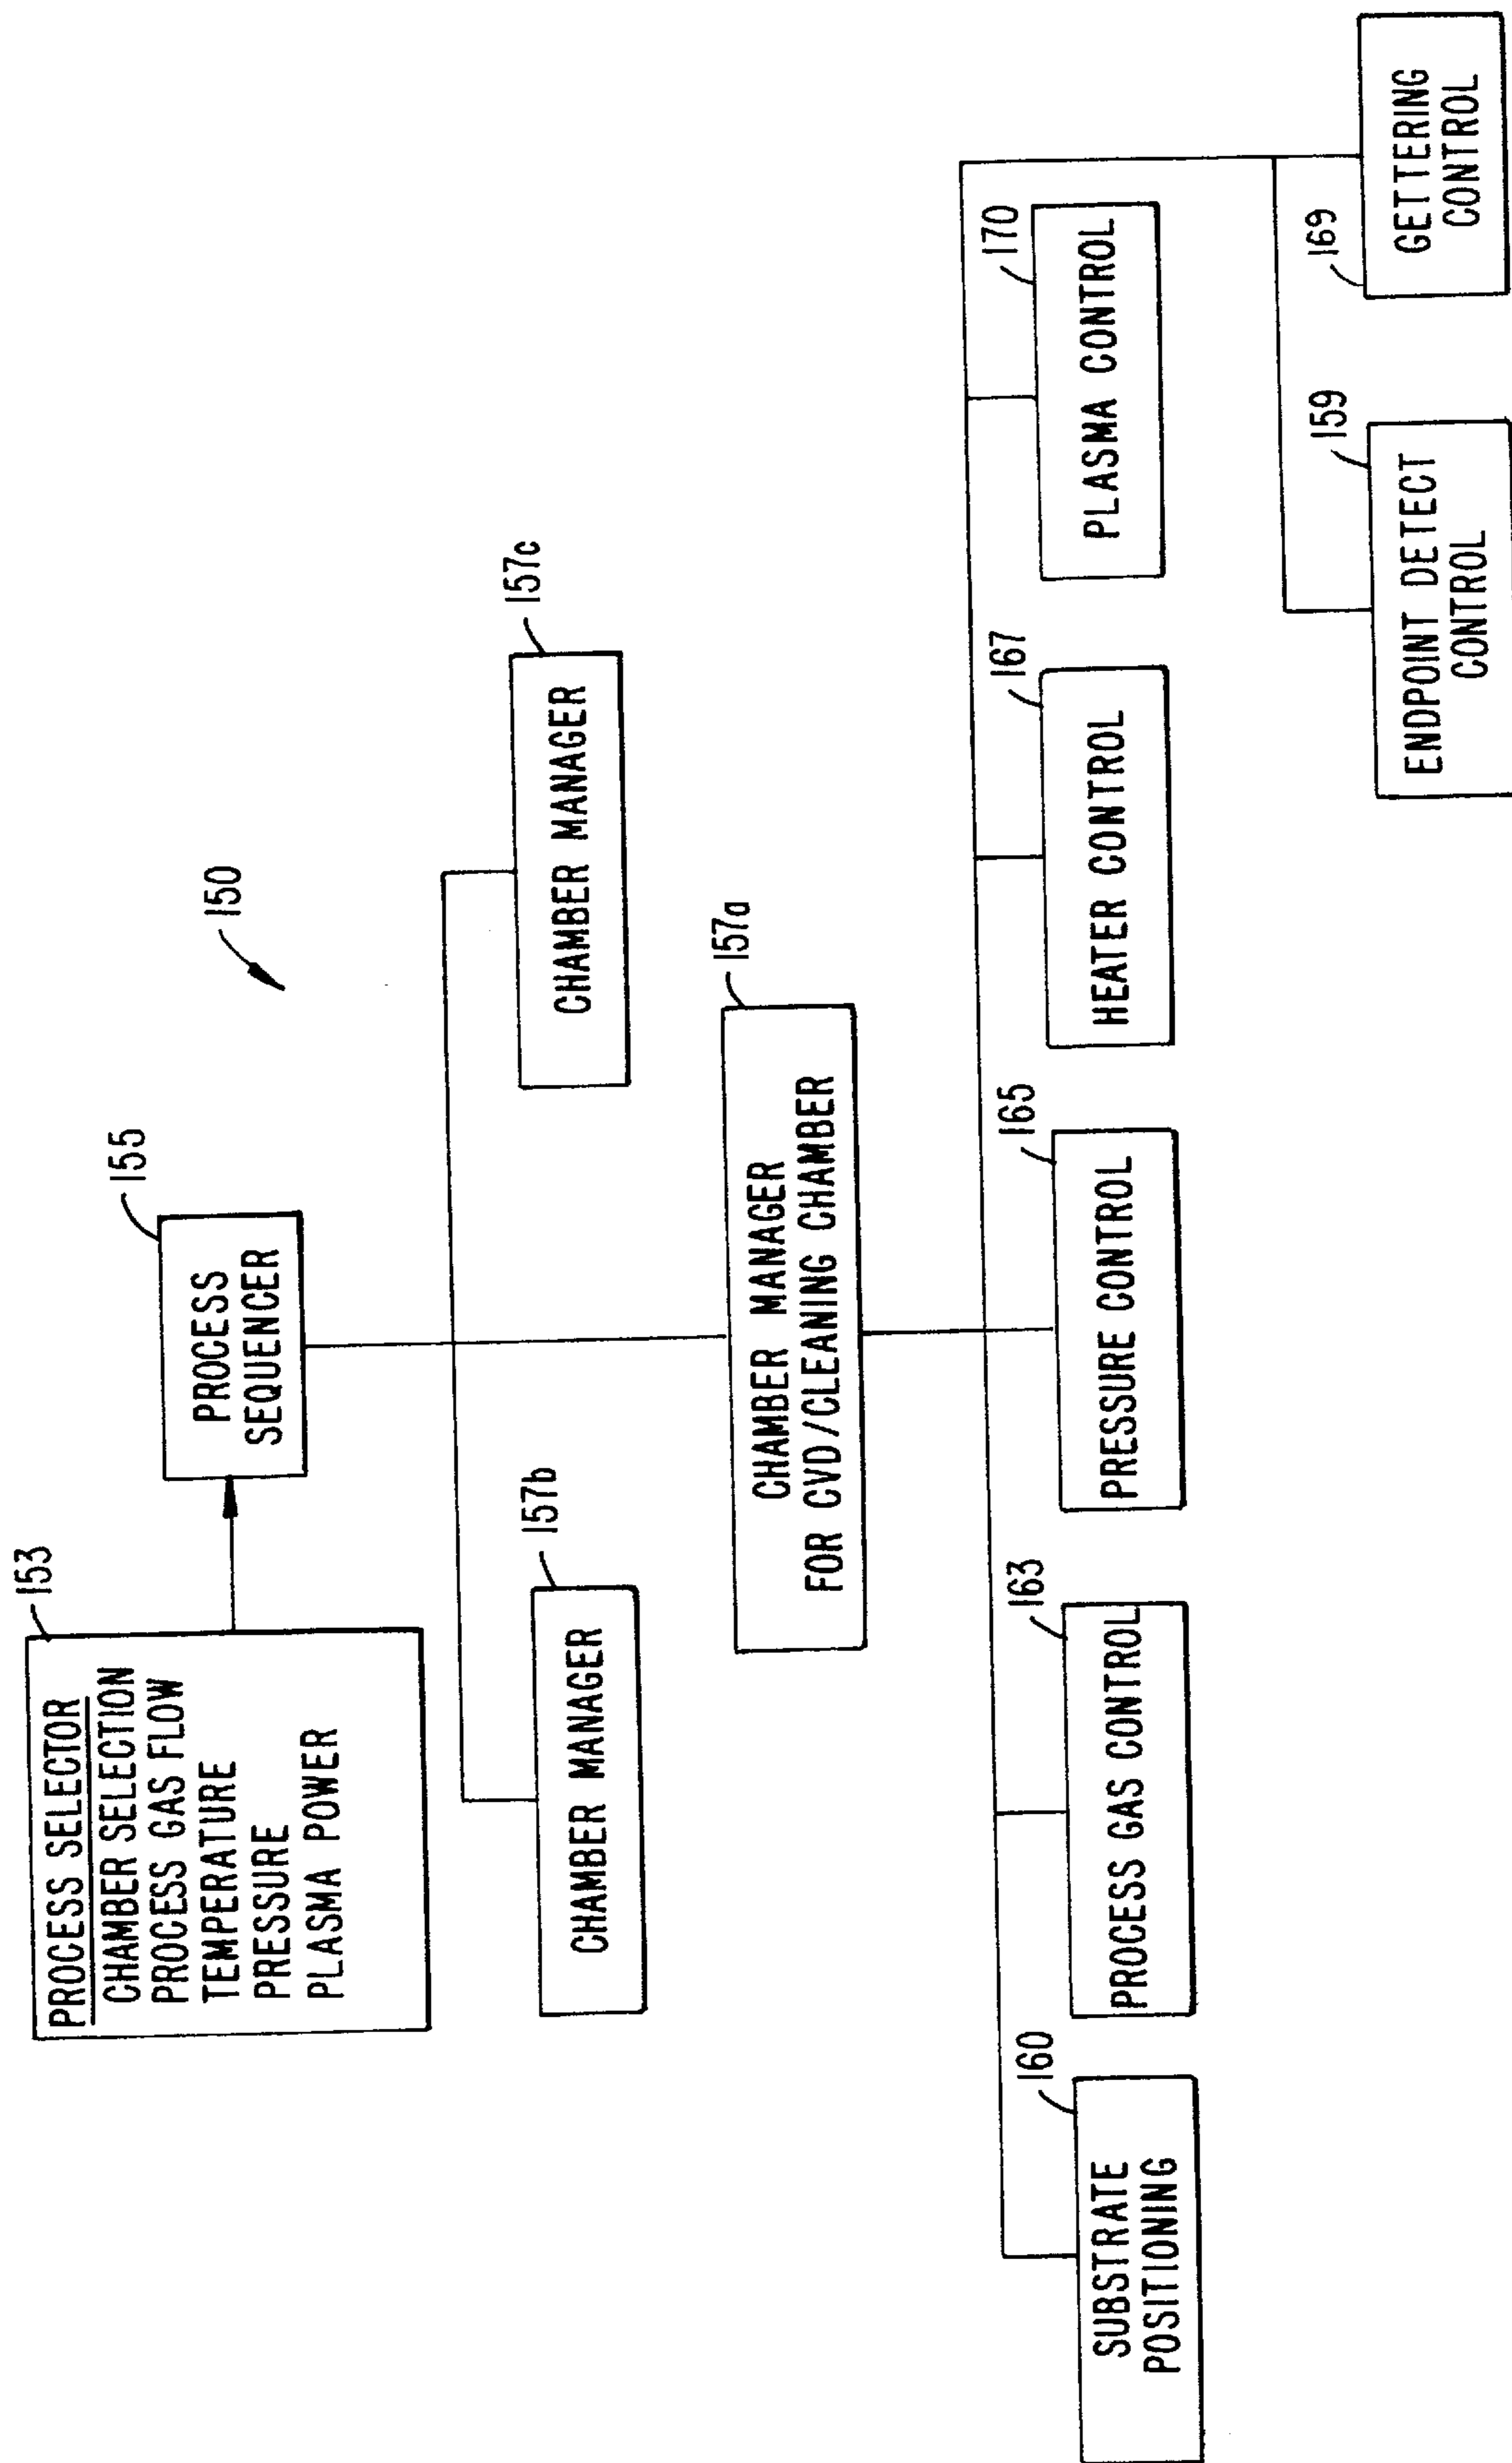 153
PROCESS SELECTOR
CHAMBER SELECTION
PROCESS GAS FLOW
TEMPERATURE
PRESSURE
PLASMA POWER
155
PROCESS
SEQUENCER
150
157b
CHAMBER MANAGER
157c
CHAMBER MANAGER
157a
CHAMBER MANAGER
FOR CVD/CLEANING CHAMBER
160
SUBSTRATE
POSITIONING
163
PROCESS GAS CONTROL
165
PRESSURE CONTROL
167
HEATER CONTROL
170
PLASMA CONTROL
159
ENDPOINT DETECT
CONTROL
169
GETTERING
CONTROL